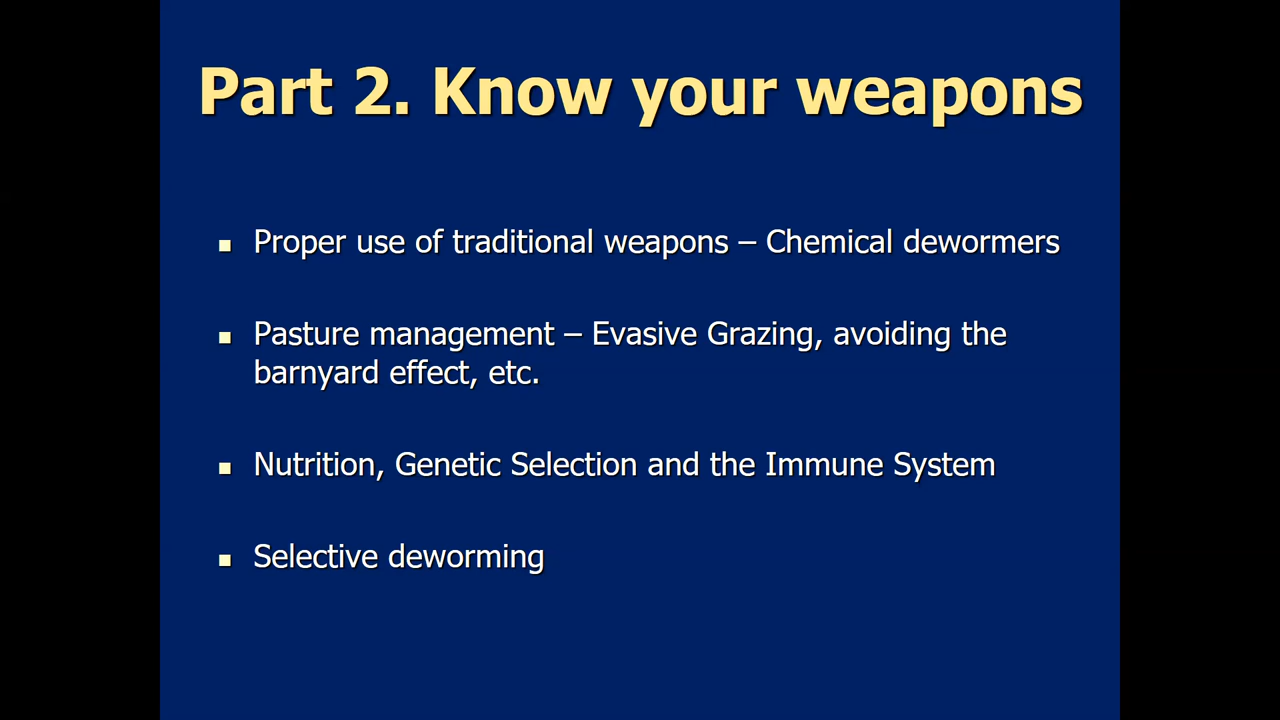 Part 2. Know your weapons
▪ Proper use of traditional weapons – Chemical dewormers
▪ Pasture management – Evasive Grazing, avoiding the
barnyard effect, etc.
▪ Nutrition, Genetic Selection and the Immune System
▪ Selective deworming